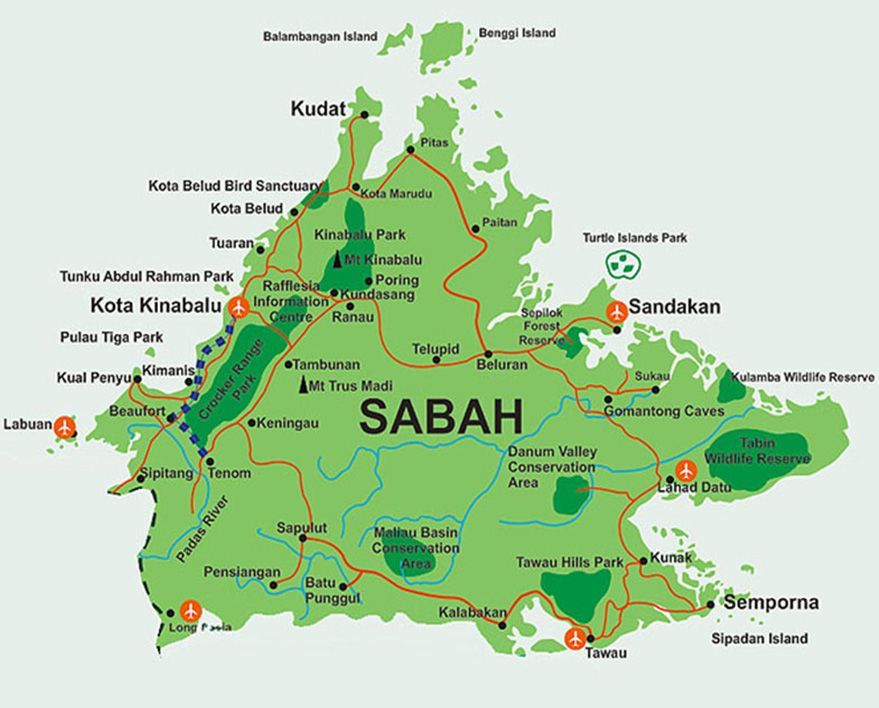 Balambangan Island
Benggi Island
Kudat
Pitas
Kota Belud Bird Sanctuary
Kota Marudu
Kota Belud
Paitan
Kinabalu Park
Tuaran
Turtle Islands Park
Mt Kinabalu
Tunku Abdul Rahman Park
Poring
Rafflesia
Information
Centre
Kundasang
Kota Kinabalu
Ranau
Sandakan
Sepilok
Forest
Reserve
Pulau Tiga Park
Telupid
Beluran
Tambunan
Kimanis
Kual Penyu
Crocker Range
Park
Mt Trus Madi
Sukau
Kulamba Wildlife Reserve
Beaufort
Gomantong Caves
Labuan
SABAH
Keningau
Tabin
Wildlife Reserve
Danum Valley
Conservation
Area
Sipitang
Tenom
Lahad Datu
Padas River
Sapulut
Maliau Basin
Conservation
Area
Kunak
Tawau Hills Park
Pensiangan
Batu
Punggul
Kalabakan
Semporna
Long
Sipadan Island
Tawau